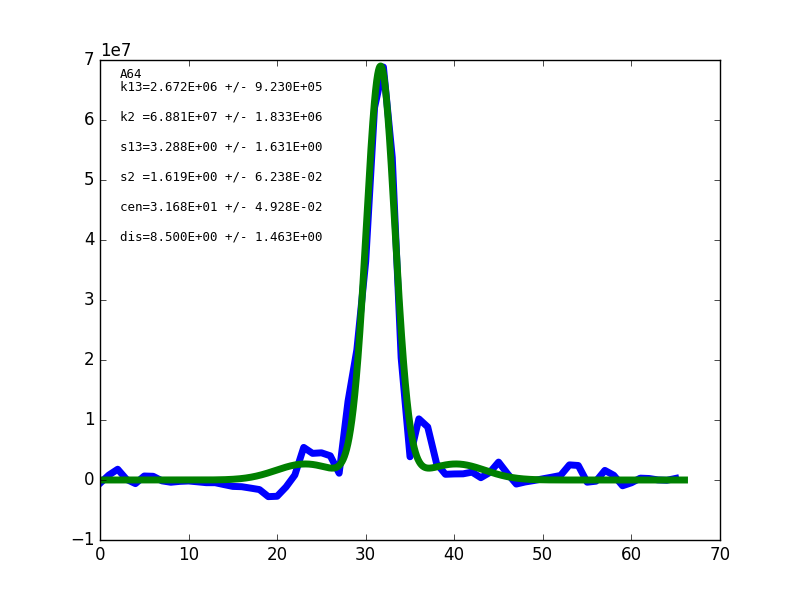 1e7
A64
k13=2.672E+06 +/- 9.230E+05
k2 =6.881E+07 +/- 1.833E+06
s13=3.288E+00 +/- 1.631E+00
s2 =1.619E+00 +/- 6.238E-02
cen=3.168E+01 +/- 4.928E-02
dis=8.500E+00 +/- 1.463E+00
7
6
5
4
3
2
1
0
−1
0 10 20 30 40 50 60 70